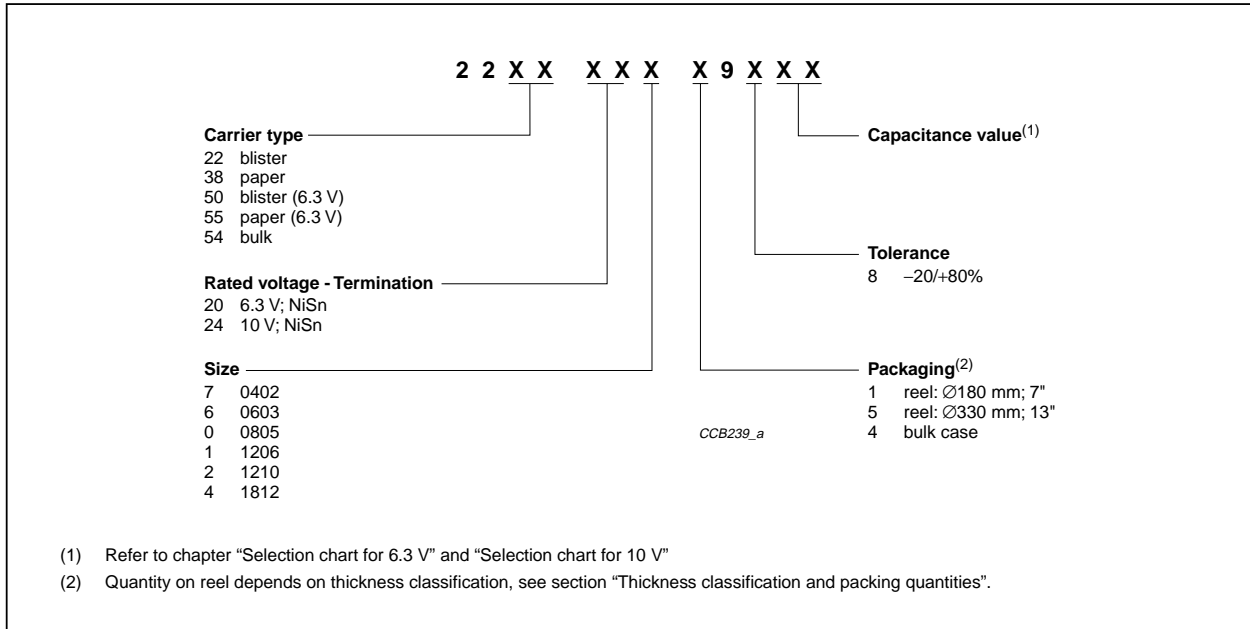 2 2 X X X X X X 9 X X X
Carrier type
22 blister
38 paper
50 blister (6.3 V)
55 paper (6.3 V)
54 bulk
Rated voltage - Termination
20 6.3 V; NiSn
24 10 V; NiSn
Size
7 0402
6 0603
0 0805
1 1206
2 1210
4 1812
Capacitance value(1)
Tolerance
8 −20/+80%
Packaging(2)
1 reel: ∅180 mm; 7"
5 reel: ∅330 mm; 13"
4 bulk case
CCB239_a
(1) Refer to chapter “Selection chart for 6.3 V” and “Selection chart for 10 V”
(2) Quantity on reel depends on thickness classification, see section “Thickness classification and packing quantities”.